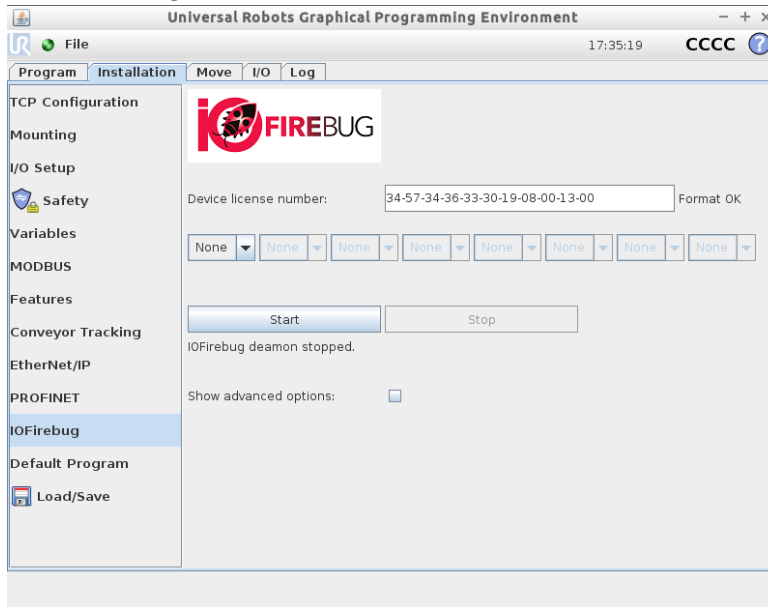 Universal Robots Graphical Programming Environment
File 17:35:19 CCCC ?
Program Installation Move I/O Log
TCP Configuration
Mounting
I/O Setup
Safety
Variables
MODBUS
Features
Conveyor Tracking
EtherNet/IP
PROFINET
IOFirebug
Default Program
Load/Save
iO FIREBUG
Device license number: 34-57-34-36-33-30-19-08-00-13-00 Format OK
None None None None None None None None
Start Stop
IOFirebug deamon stopped.
Show advanced options: